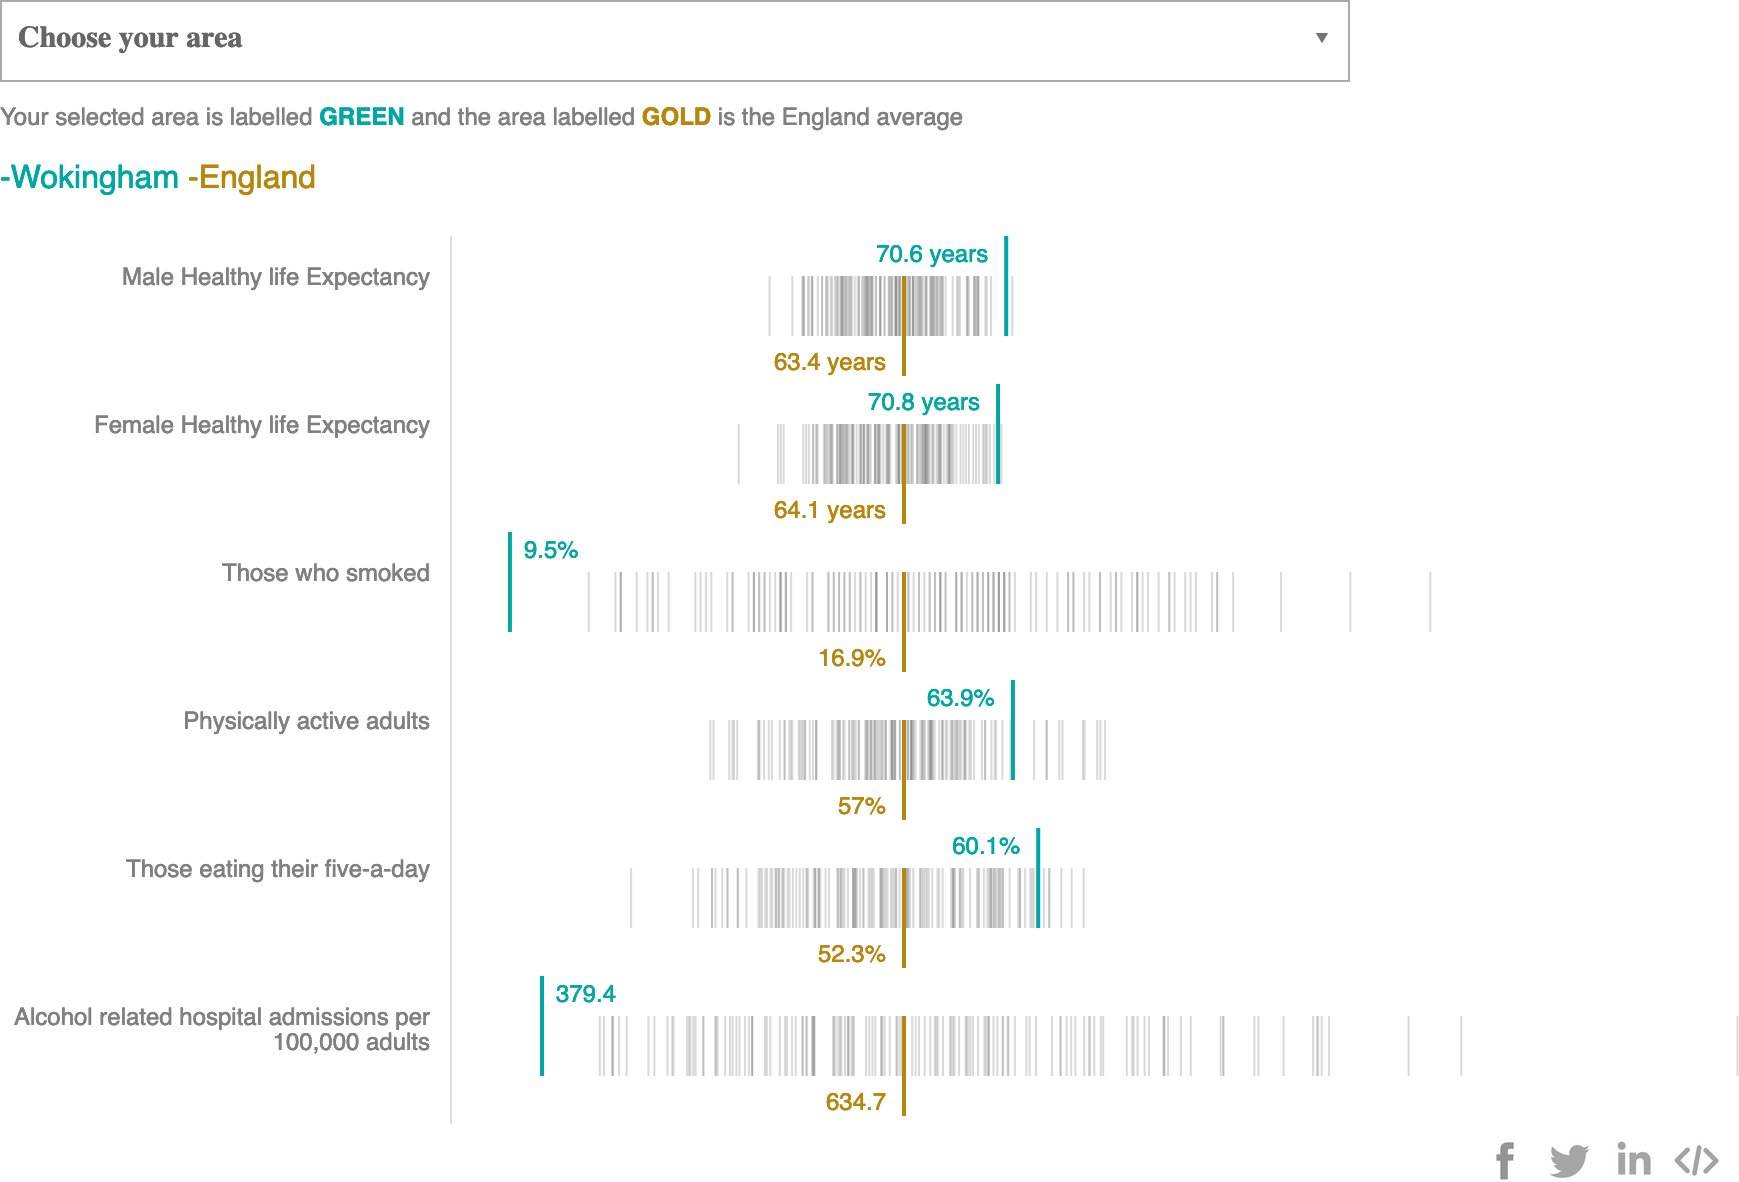 Choose your area
Your selected area is labelled GREEN and the area labelled GOLD is the England average
-Wokingham -England
70.6 years
Male Healthy life Expectancy
63.4 years
70.8 years
Female Healthy life Expectancy
64.1 years
9.5%
Those who smoked
16.9%
63.9%
Physically active adults
57%
60.1%
Those eating their five-a-day
52.3%
379.4
Alcohol related hospital admissions per
100,000 adults
634.7